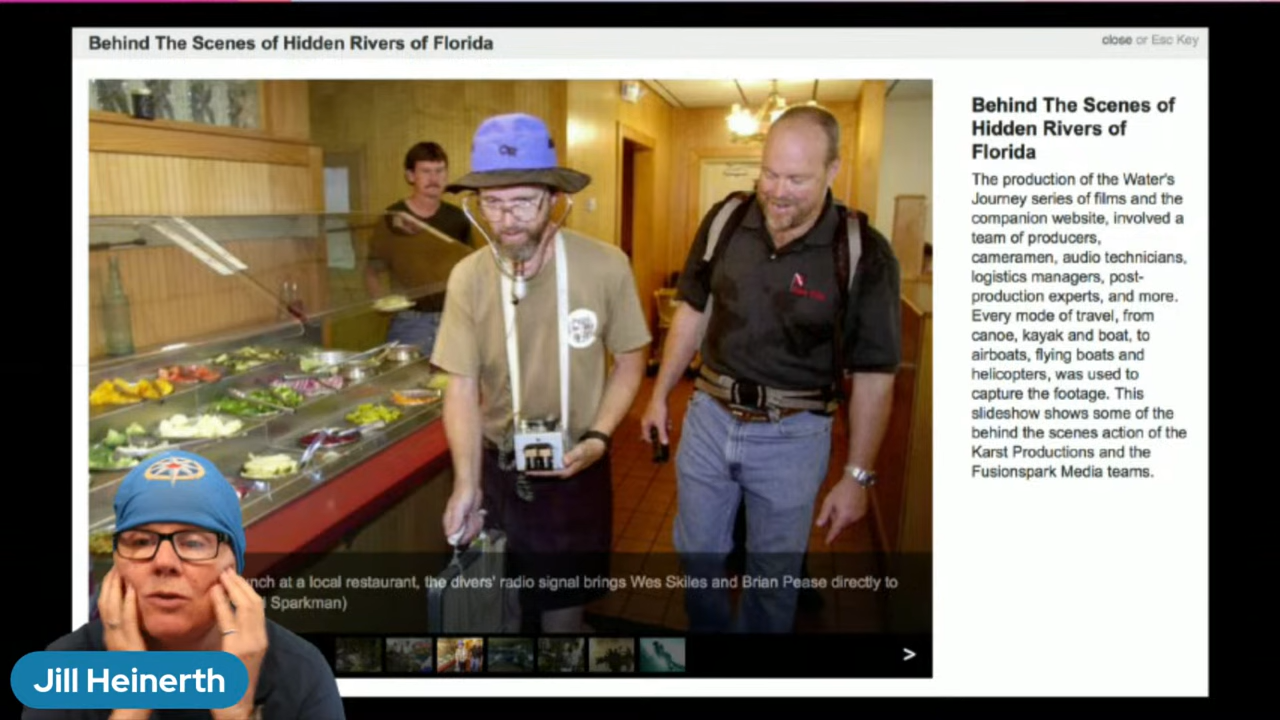 Behind The Scenes of Hidden Rivers of Florida
close or Esc Key
Behind The Scenes of
Hidden Rivers of
Florida
The production of the Water's
Journey series of films and the
companion website, involved a
team of producers,
cameramen, audio technicians,
logistics managers, post-
production experts, and more.
Every mode of travel, from
canoe, kayak and boat, to
airboats, flying boats and
helicopters, was used to
capture the footage. This
slideshow shows some of the
behind the scenes action of the
Karst Productions and the
Fusionspark Media teams.
at a local restaurant, the divers' radio signal brings Wes Skiles and Brian Pease directly to
Sparkman)
>
Jill Heinerth